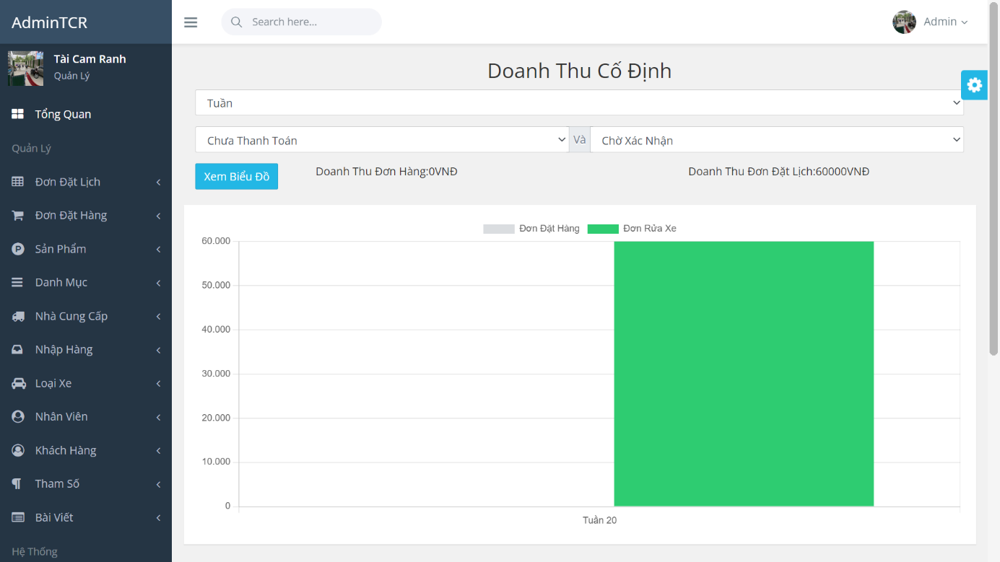 AdminTCR
Search here...
Admin
Tài Cam Ranh
Quản Lý
Tổng Quan
Quản Lý
Đơn Đặt Lịch
Đơn Đặt Hàng
Sản Phẩm
Danh Mục
Nhà Cung Cấp
Nhập Hàng
Loại Xe
Nhân Viên
Khách Hàng
Tham Số
Bài Viết
Hệ Thống
Doanh Thu Cố Định
Tuần
Chưa Thanh Toán Và Chờ Xác Nhận
Xem Biểu Đồ Doanh Thu Đơn Hàng:0VNĐ Doanh Thu Đơn Đặt Lịch:60000VNĐ
Đơn Đặt Hàng Đơn Rửa Xe
60.000
50.000
40.000
30.000
20.000
10.000
0
Tuần 20